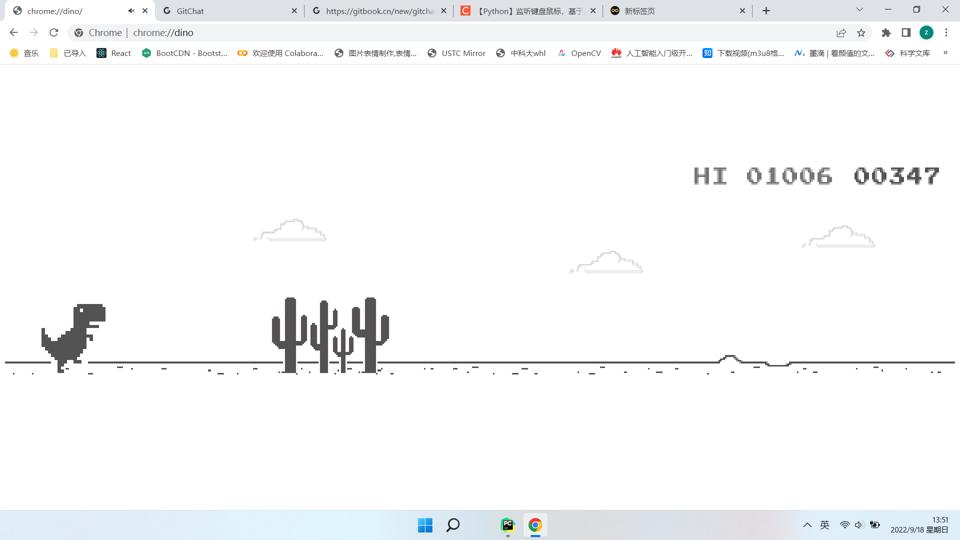 chrome://dino/
GitChat
https://gitbook.cn/new/gitcha
【Python】监听键盘鼠标，基于
新标签页
Chrome | chrome://dino
音乐
已导入
React
BootCDN - Bootst...
欢迎使用 Colabora...
图片表情制作,表情...
USTC Mirror
中科大whl
OpenCV
人工智能入门极开...
下载视频(m3u8格...
墨滴 | 看颜值的文...
科学文库
HI 01006 00347
英
13:51
2022/9/18 星期日